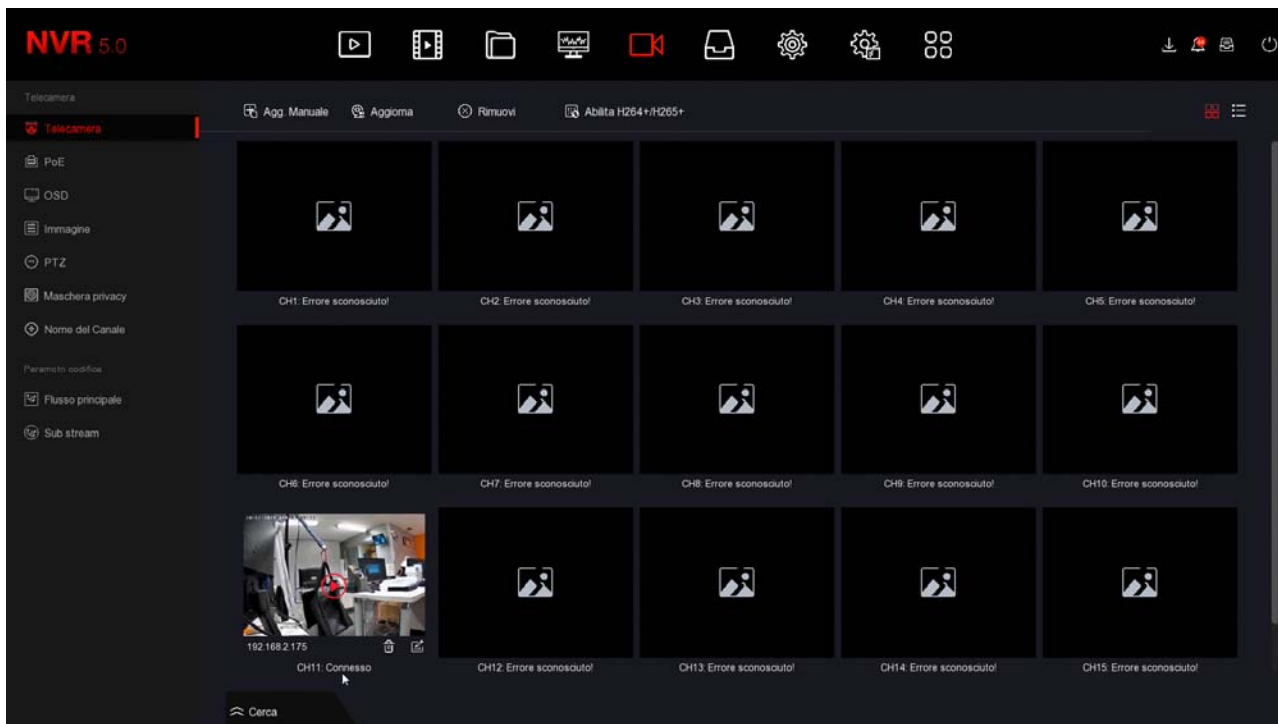 NVR 5.0
Telecamera
Telecamera
PoE
OSD
Immagine
PTZ
Maschera privacy
Nome del Canale
Parametri codifica
Flusso principale
Sub stream
Agg. Manuale Aggiorna Rimuovi Abilita H264+/H265+
CH1: Errore sconosciuto! CH2: Errore sconosciuto! CH3: Errore sconosciuto! CH4: Errore sconosciuto! CH5: Errore sconosciuto!
CH6: Errore sconosciuto! CH7: Errore sconosciuto! CH8: Errore sconosciuto! CH9: Errore sconosciuto! CH10: Errore sconosciuto!
192.168.2.175
CH11: Connesso CH12: Errore sconosciuto! CH13: Errore sconosciuto! CH14: Errore sconosciuto! CH15: Errore sconosciuto!
Cerca